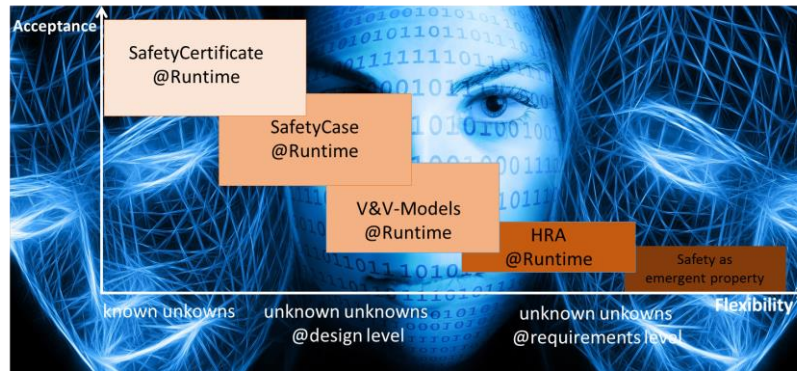 Acceptance
SafetyCertificate
@Runtime
SafetyCase
@Runtime
V&V-Models
@Runtime
HRA
@Runtime
Safety as
emergent property
Flexibility
known unkowns
unknown unknowns
@design level
unknown unkowns
@requirements level